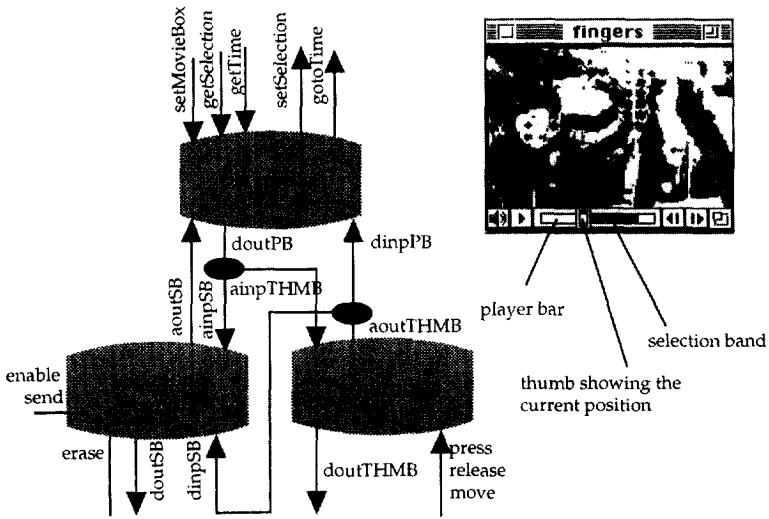 setMovieBox
getSelection
getTime
setSelection
gotoTime
fingers
doutPB
dinpPB
aoutSB
ainpSB
ainpTHMB
aoutTHMB
player bar
selection band
thumb showing the
current position
enable
send
erase
doutSB
dinpSB
doutTHMB
press
release
move